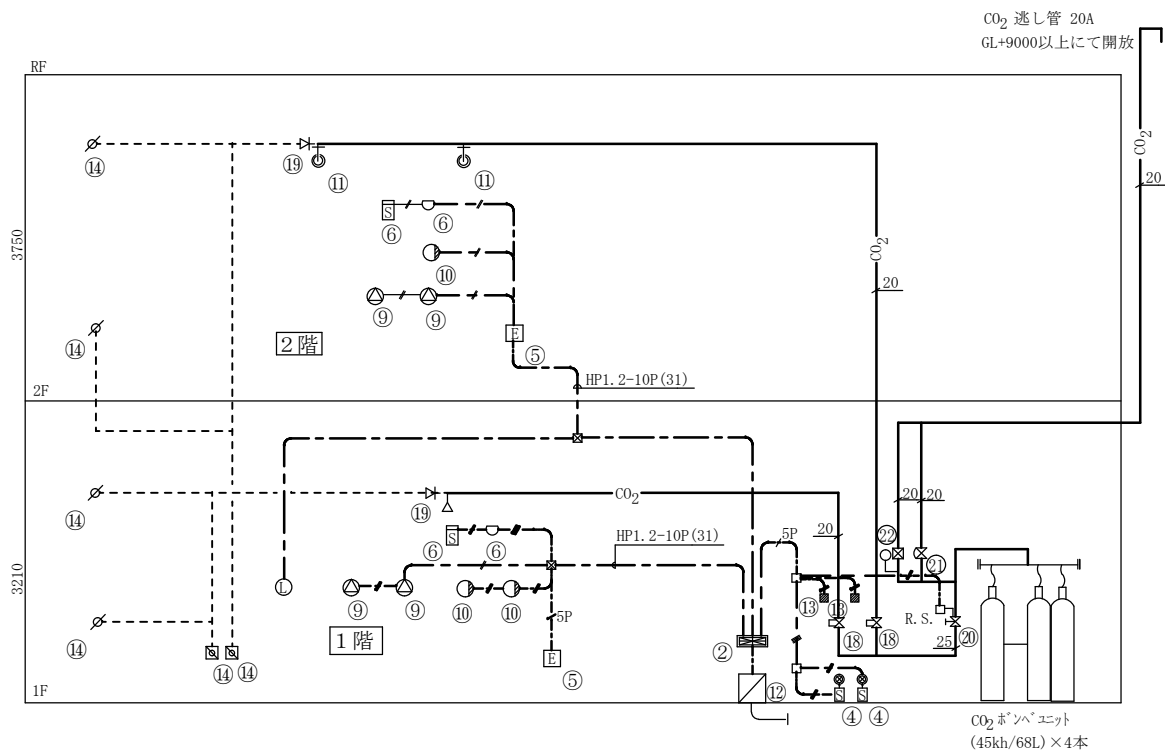 CO2 逃し管 20A
GL+9000以上にて開放
RF
CO2
20
⑭
⑲
⑪
⑪
S
⑥
⑥
3750
CO2
⑩
20
⑨
⑨
⑭
2階
E
⑤
HP1.2-10P(31)
2F
⑭
⑲
CO2
20
20
20
㉒
㉑
S
⑥
⑥
HP1.2-10P(31)
5P
3210
L
⑨
⑨
⑩
⑩
⑬
⑬
R.S.
⑳
5P
⑱
⑱
25
⑭
1階
②
E
⑤
⑭
⑭
1F
⑫
S
S
④
④
CO2 ボンベユニット
(45kh/68L)×4本